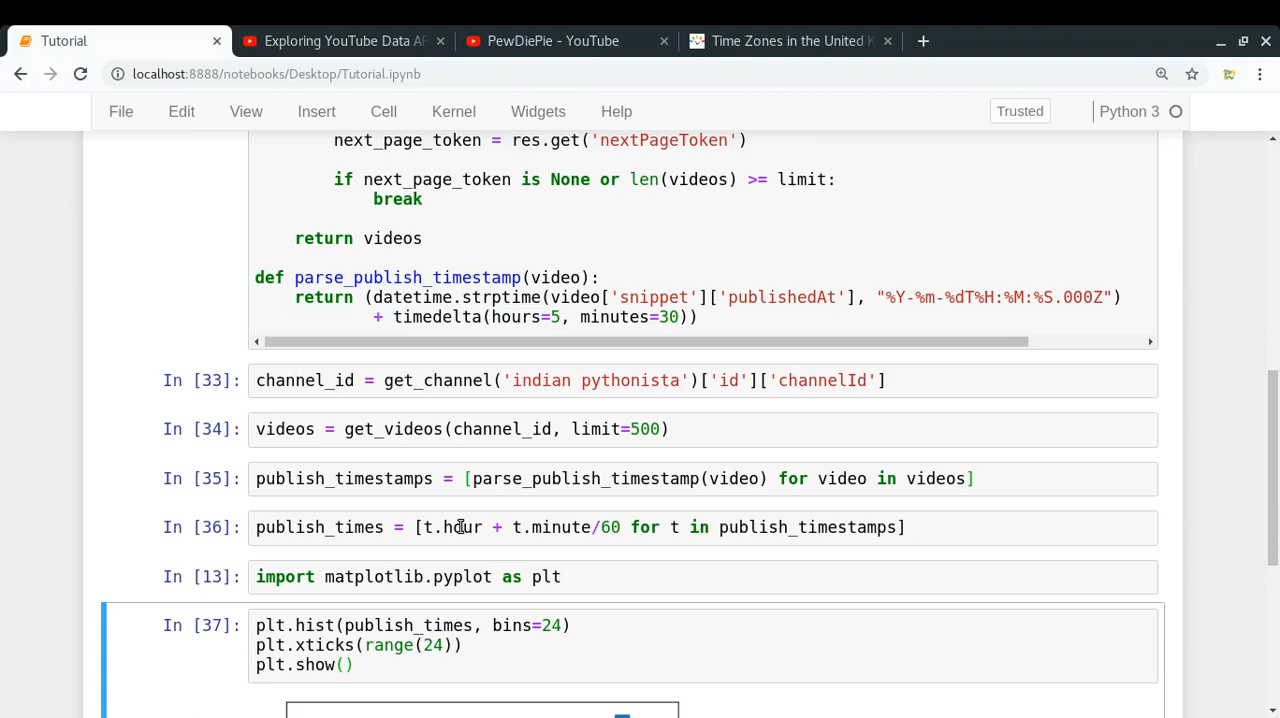 Tutorial
Exploring YouTube Data AP
PewDiePie - YouTube
Time Zones in the United K
localhost:8888/notebooks/Desktop/Tutorial.ipynb
File Edit View Insert Cell Kernel Widgets Help Trusted Python 3
next_page_token = res.get('nextPageToken')
if next_page_token is None or len(videos) >= limit:
break
return videos
def parse_publish_timestamp(video):
return (datetime.strptime(video['snippet']['publishedAt'], "%Y-%m-%dT%H:%M:%S.000Z")
+ timedelta(hours=5, minutes=30))
In [33]: channel_id = get_channel('indian pythonista')['id']['channelId']
In [34]: videos = get_videos(channel_id, limit=500)
In [35]: publish_timestamps = [parse_publish_timestamp(video) for video in videos]
In [36]: publish_times = [t.hour + t.minute/60 for t in publish_timestamps]
In [13]: import matplotlib.pyplot as plt
In [37]: plt.hist(publish_times, bins=24)
plt.xticks(range(24))
plt.show()